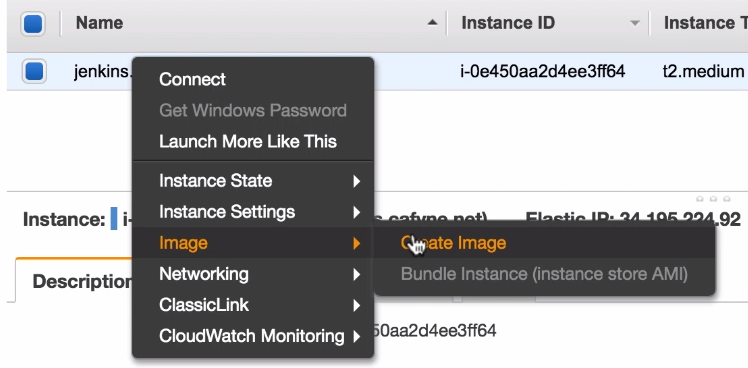 Name Instance ID Instance T
jenkins. i-0e450aa2d4ee3ff64 t2.medium
Connect
Get Windows Password
Launch More Like This
Instance State
Instance Settings
Instance: i- .cafyne.net) Elastic IP: 34.195.224.92
Image Create Image
Networking Bundle Instance (instance store AMI)
Description
ClassicLink
CloudWatch Monitoring 50aa2d4ee3ff64